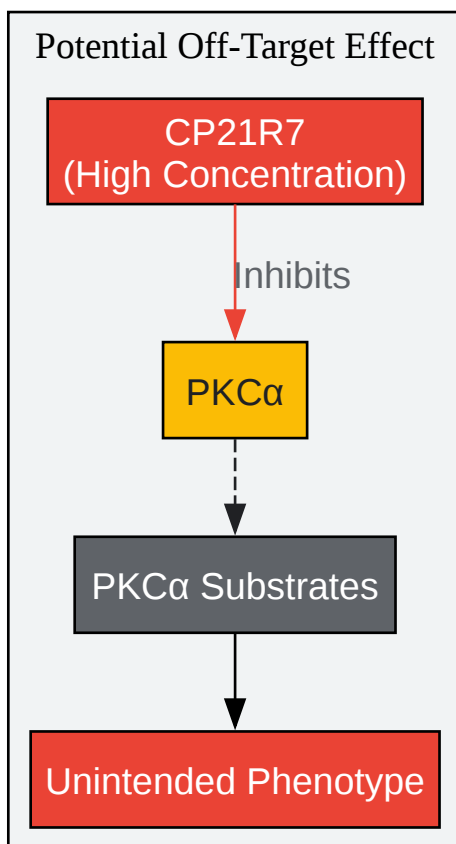 Potential Off-Target Effect
CP21R7
(High Concentration)
Inhibits
PKCα
PKCα Substrates
Unintended Phenotype